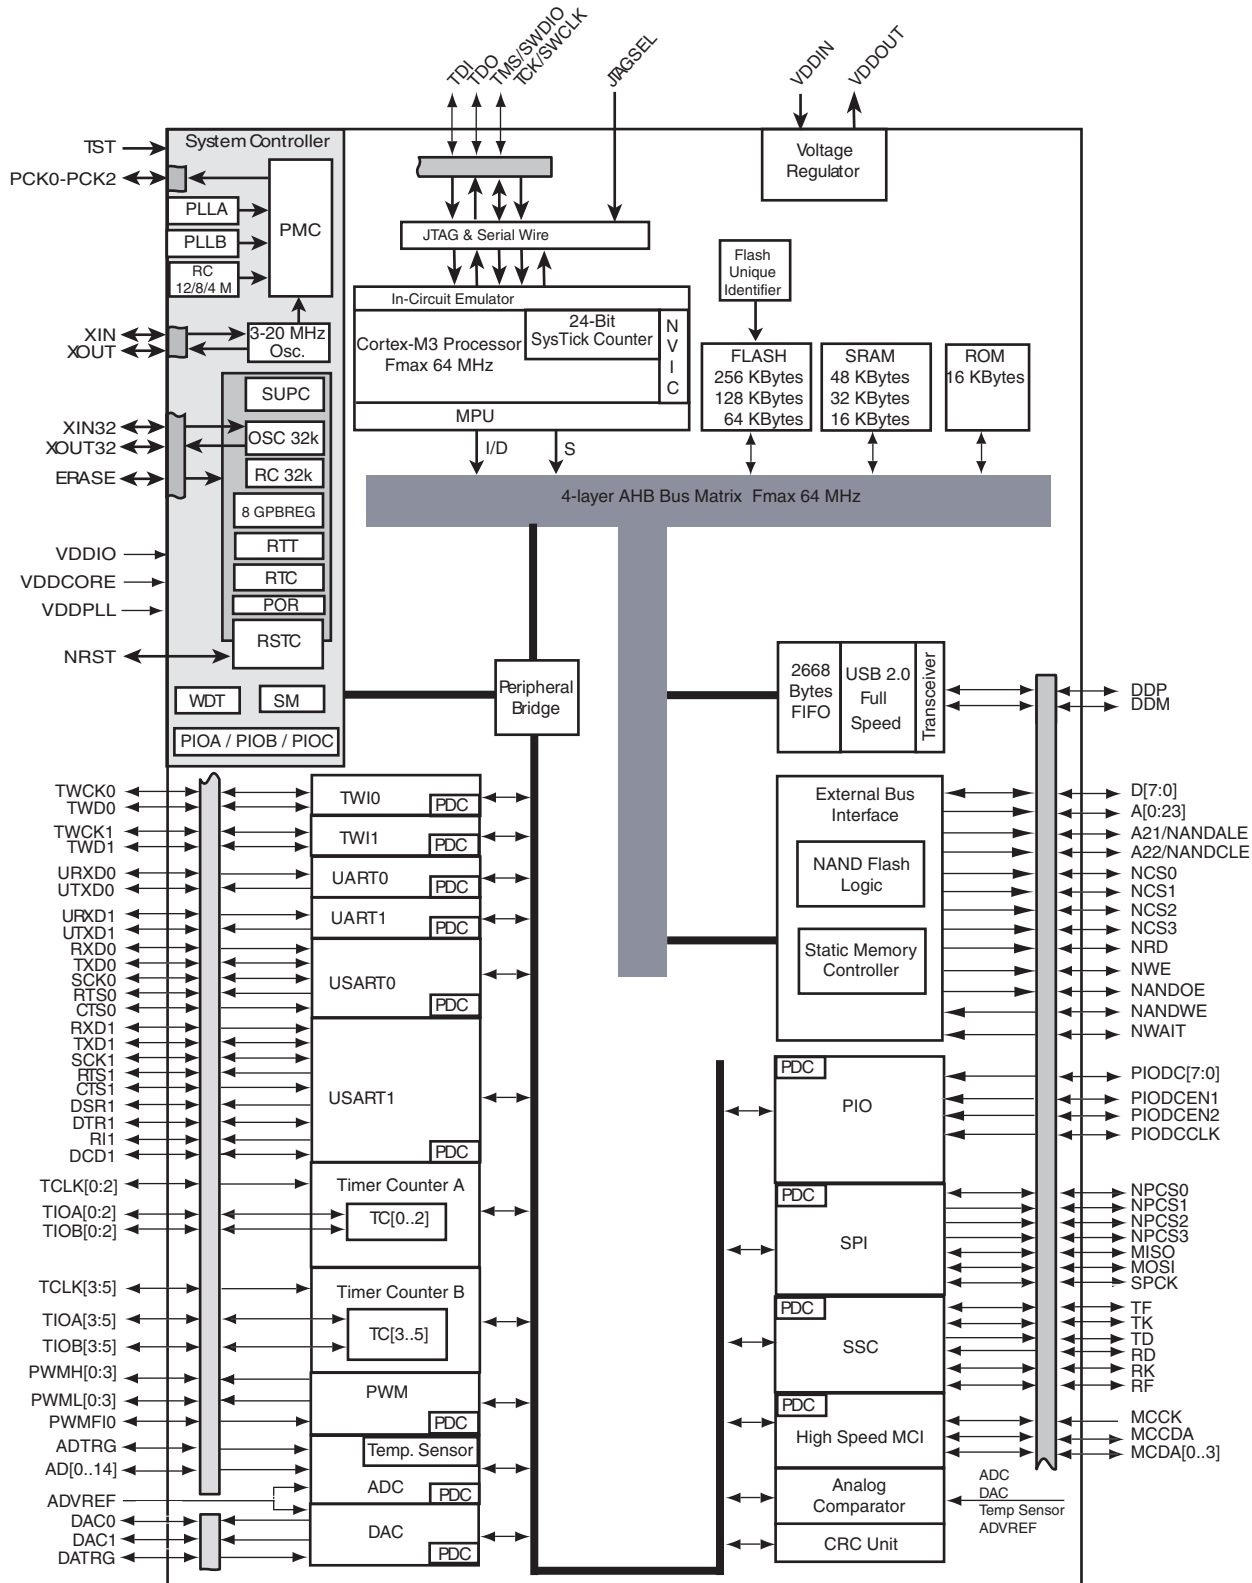 TDI
TDO
TMS/SWDIO
TCK/SWCLK
JTAGSEL
VDDIN
VDDOUT
System Controller
TST
PCK0-PCK2
PLLA
PLLB
RC
12/8/4 M
PMC
XIN
XOUT
3-20 MHz
Osc.
SUPC
XIN32
XOUT32
ERASE
OSC 32k
RC 32k
8 GPBREG
RTT
RTC
POR
RSTC
VDDIO
VDDCORE
VDDPLL
NRST
WDT
SM
PIOA / PIOB / PIOC
Voltage
Regulator
JTAG & Serial Wire
In-Circuit Emulator
Cortex-M3 Processor
Fmax 64 MHz
24-Bit
SysTick Counter
N
V
I
C
MPU
I/D
S
Flash
Unique
Identifier
FLASH
256 KBytes
128 KBytes
64 KBytes
SRAM
48 KBytes
32 KBytes
16 KBytes
ROM
16 KBytes
4-layer AHB Bus Matrix Fmax 64 MHz
Peripheral
Bridge
2668
Bytes
FIFO
USB 2.0
Full
Speed
Transceiver
DDP
DDM
TWCK0
TWD0
TWCK1
TWD1
URXD0
UTXD0
URXD1
UTXD1
RXD0
TXD0
SCK0
RTS0
CTS0
RXD1
TXD1
SCK1
RTS1
CTS1
DSR1
DTR1
RI1
DCD1
TCLK[0:2]
TIOA[0:2]
TIOB[0:2]
TCLK[3:5]
TIOA[3:5]
TIOB[3:5]
PWMH[0:3]
PWML[0:3]
PWMFI0
ADTRG
AD[0..14]
ADVREF
DAC0
DAC1
DATRG
TWI0
PDC
TWI1
PDC
UART0
PDC
UART1
PDC
USART0
PDC
USART1
PDC
Timer Counter A
TC[0..2]
Timer Counter B
TC[3..5]
PWM
PDC
Temp. Sensor
ADC
PDC
DAC
PDC
External Bus
Interface
NAND Flash
Logic
Static Memory
Controller
D[7:0]
A[0:23]
A21/NANDALE
A22/NANDCLE
NCS0
NCS1
NCS2
NCS3
NRD
NWE
NANDOE
NANDWE
NWAIT
PDC
PIO
PIODC[7:0]
PIODCEN1
PIODCEN2
PIODCCLK
PDC
SPI
NPCS0
NPCS1
NPCS2
NPCS3
MISO
MOSI
SPCK
PDC
SSC
TF
TK
TD
RD
RK
RF
PDC
High Speed MCI
MCCK
MCCDA
MCDA[0..3]
Analog
Comparator
ADC
DAC
Temp Sensor
ADVREF
CRC Unit